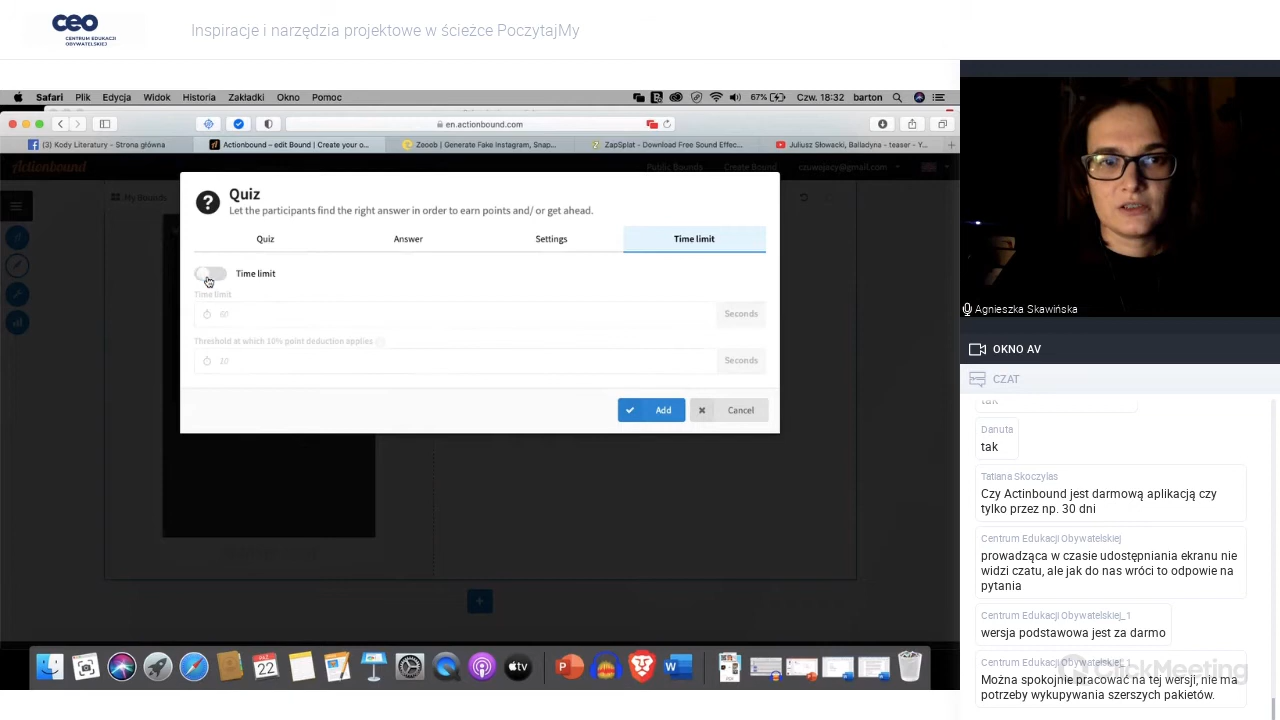 ceo
CENTRUM EDUKACJI
OBYWATELSKIEJ
Inspiracje i narzędzia projektowe w ścieżce PoczytajMy
Safari Plik Edycja Widok Historia Zakładki Okno Pomoc
67% Czw. 18:32 barton
en.actionbound.com
(3) Kody Literatury – Strona główna
Actionbound – edit Bound | Create your o...
Zooob | Generate Fake Instagram, Snap...
ZapSplat - Download Free Sound Effec...
Juliusz Słowacki, Balladyna - teaser - Y...
Actionbound
Public Bounds
Create Bound
czuwajacy@gmail.com
My Bounds
Quiz
Let the participants find the right answer in order to earn points and/ or get ahead.
Quiz
Answer
Settings
Time limit
Time limit
Time limit
60
Seconds
Threshold at which 10% point deduction applies
10
Seconds
Add
Cancel
22
tv
Agnieszka Skawińska
OKNO AV
CZAT
tak
Danuta
tak
Tatiana Skoczylas
Czy Actinbound jest darmową aplikacją czy
tylko przez np. 30 dni
Centrum Edukacji Obywatelskiej
prowadząca w czasie udostępniania ekranu nie
widzi czatu, ale jak do nas wróci to odpowie na
pytania
Centrum Edukacji Obywatelskiej_1
wersja podstawowa jest za darmo
Centrum Edukacji Obywatelskiej_1
Można spokojnie pracować na tej wersji, nie ma
potrzeby wykupywania szerszych pakietów.
ClickMeeting